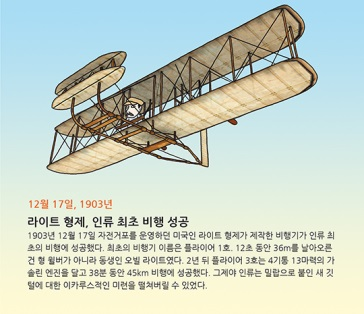 12월 17일, 1903년
라이트 형제, 인류 최초 비행 성공
1903년 12월 17일 자전거포를 운영하던 미국인 라이트 형제가 제작한 비행기가 인류 최
초의 비행에 성공했다. 최초의 비행기 이름은 플라이어 1호. 12초 동안 36m를 날아오른
건 형 윌버가 아니라 동생인 오빌 라이트였다. 2년 뒤 플라이어 3호는 4기통 13마력의 가
솔린 엔진을 달고 38분 동안 45km 비행에 성공했다. 그제야 인류는 밀랍으로 붙인 새 깃
털에 대한 이카루스적인 미련을 떨쳐버릴 수 있었다.